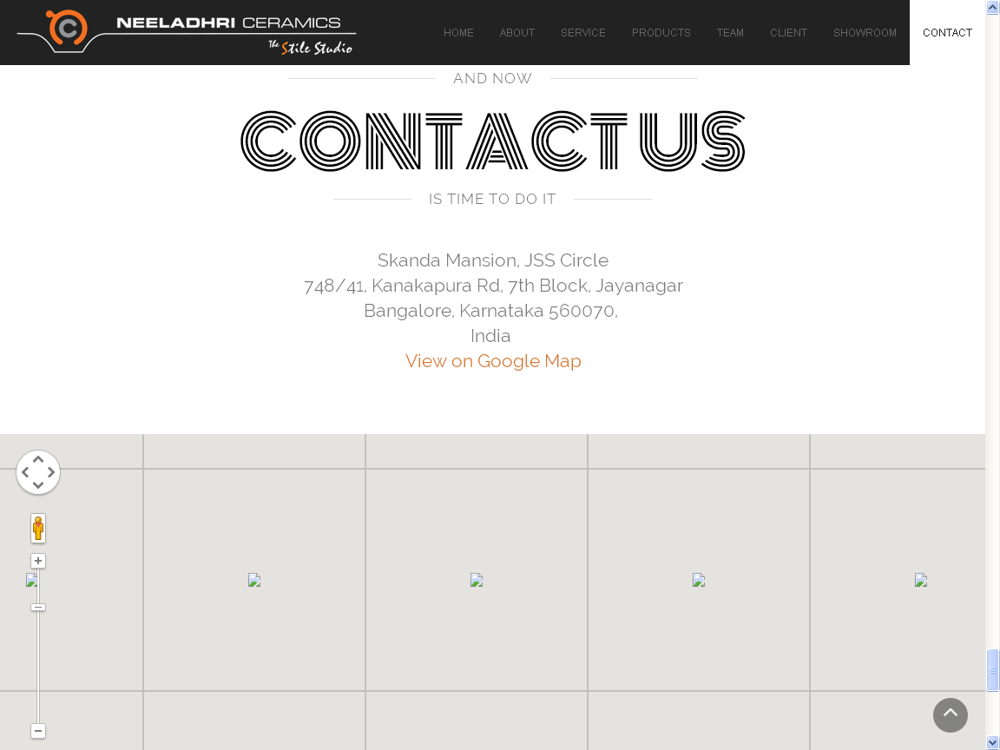 NEELADHRI CERAMICS
The Stile Studio
HOME ABOUT SERVICE PRODUCTS TEAM CLIENT SHOWROOM CONTACT
AND NOW
CONTACT US
IS TIME TO DO IT
Skanda Mansion, JSS Circle
748/41, Kanakapura Rd, 7th Block, Jayanagar
Bangalore, Karnataka 560070,
India
View on Google Map